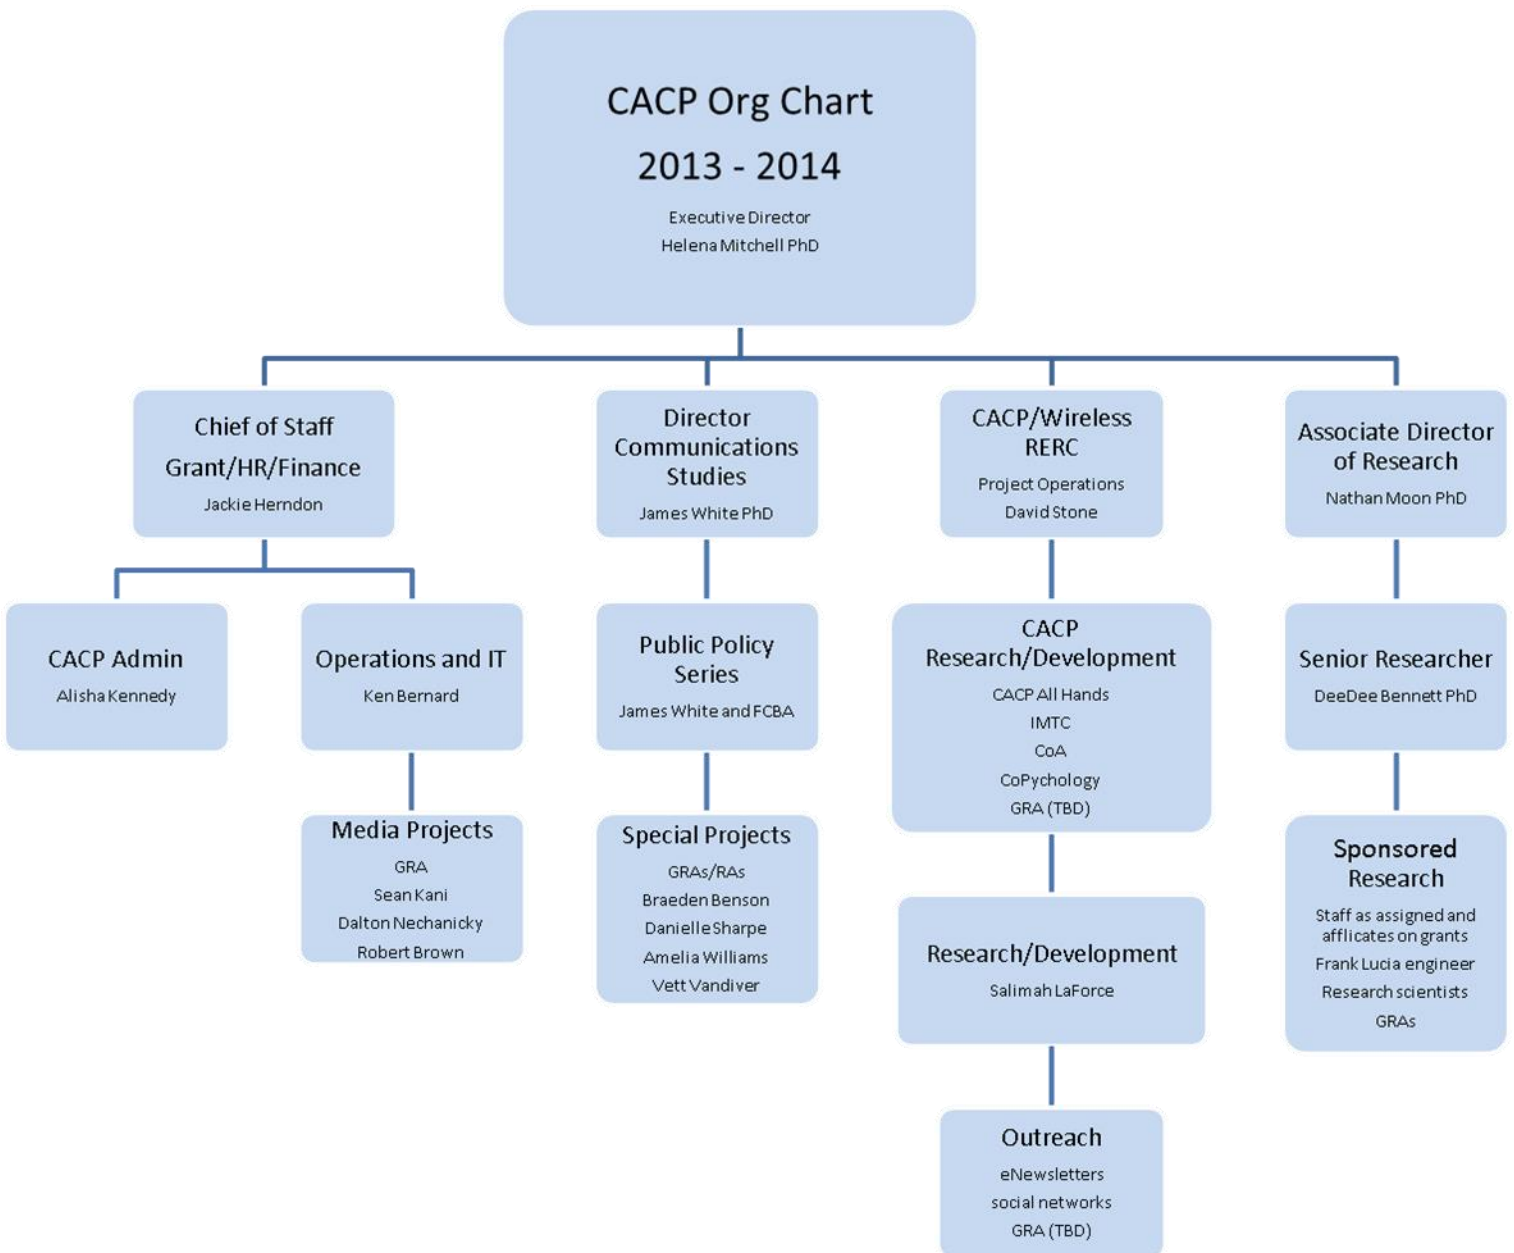 CACP Org Chart
2013 - 2014
Executive Director
Helena Mitchell PhD
Chief of Staff
Grant/HR/Finance
Jackie Herndon
Director
Communications
Studies
James White PhD
CACP/Wireless
RERC
Project Operations
David Stone
Associate Director
of Research
Nathan Moon PhD
CACP Admin
Alisha Kennedy
Operations and IT
Ken Bernard
Public Policy
Series
James White and FCBA
CACP
Research/Development
CACP All Hands
IMTC
CoA
CoPychology
GRA (TBD)
Senior Researcher
DeeDee Bennett PhD
Media Projects
GRA
Sean Kani
Dalton Nechanicky
Robert Brown
Special Projects
GRAs/RAs
Braeden Benson
Danielle Sharpe
Amelia Williams
Vett Vandiver
Research/Development
Salimah LaForce
Sponsored
Research
Staff as assigned and
afflicates on grants
Frank Lucia engineer
Research scientists
GRAs
Outreach
eNewsletters
social networks
GRA (TBD)